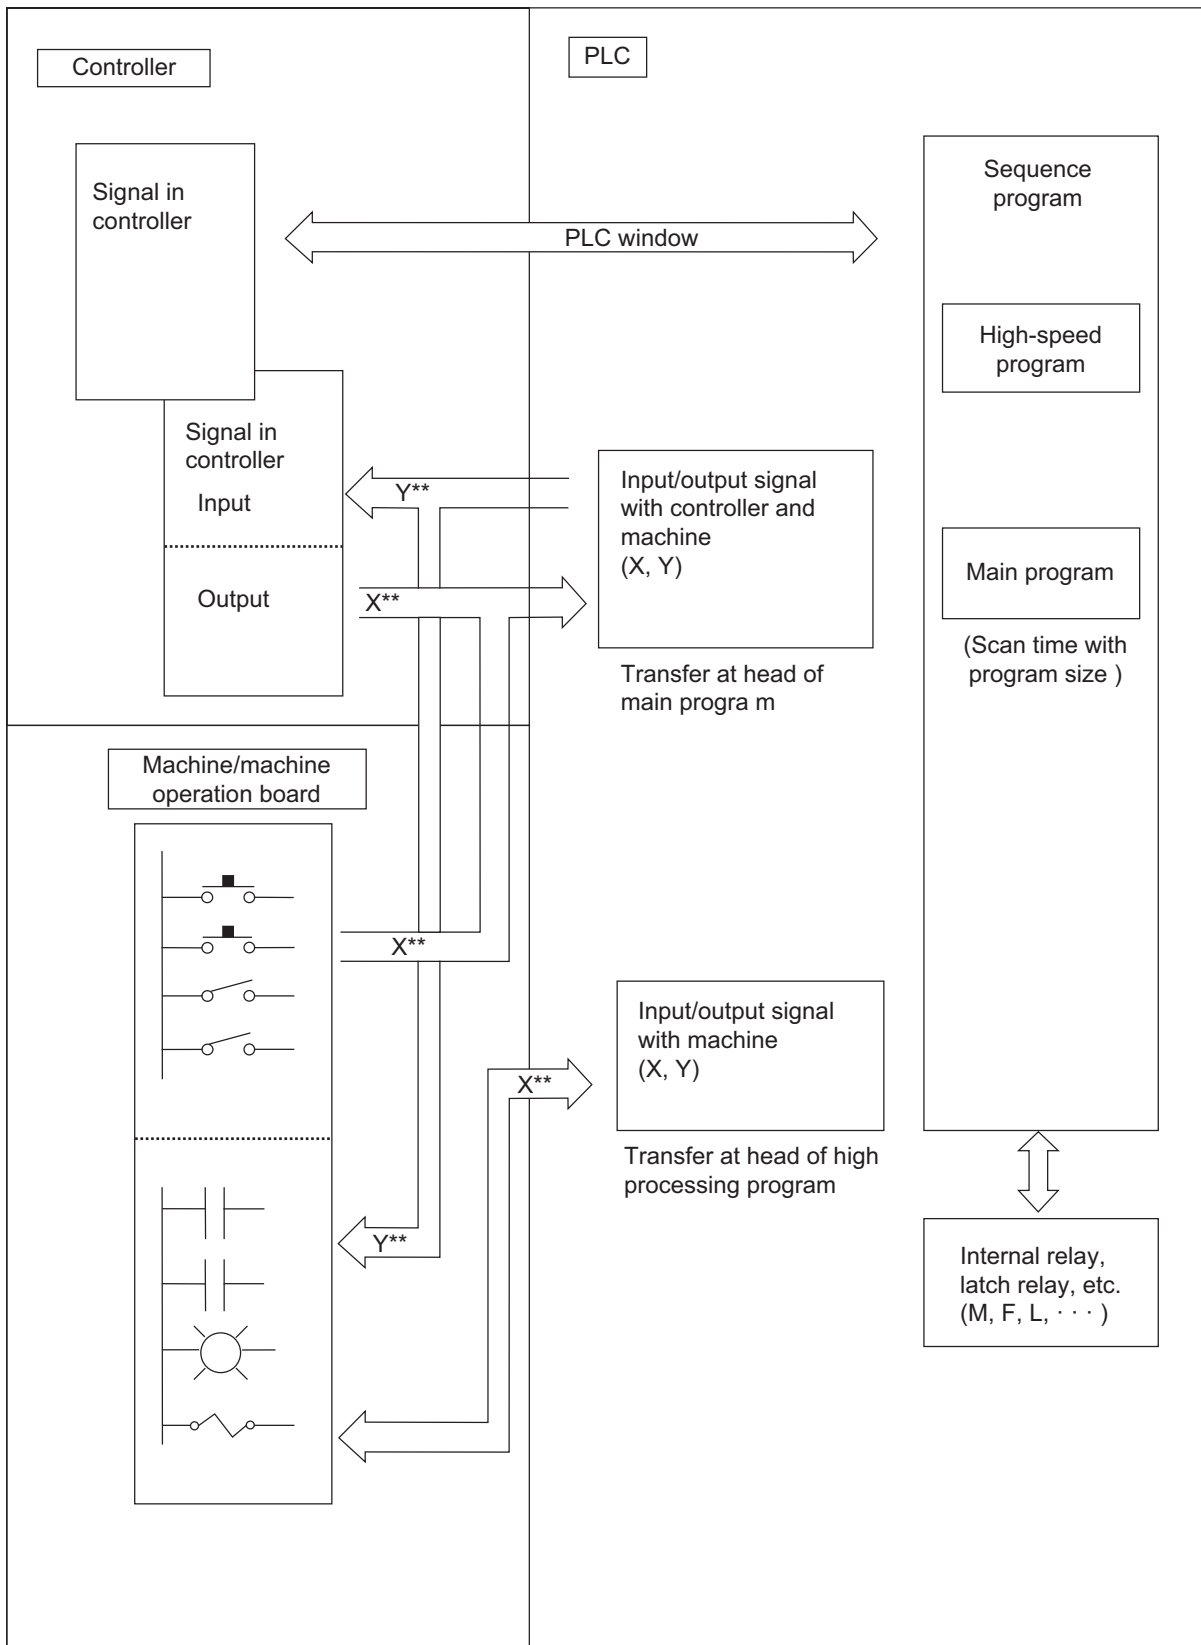 Controller
PLC
Signal in
controller
PLC window
Sequence
program
High-speed
program
Signal in
controller
Input
Output
Y**
X**
Input/output signal
with controller and
machine
(X, Y)
Transfer at head of
main progra m
Main program
(Scan time with
program size )
Machine/machine
operation board
X**
Y**
X**
Input/output signal
with machine
(X, Y)
Transfer at head of high
processing program
Internal relay,
latch relay, etc.
(M, F, L, · · · )